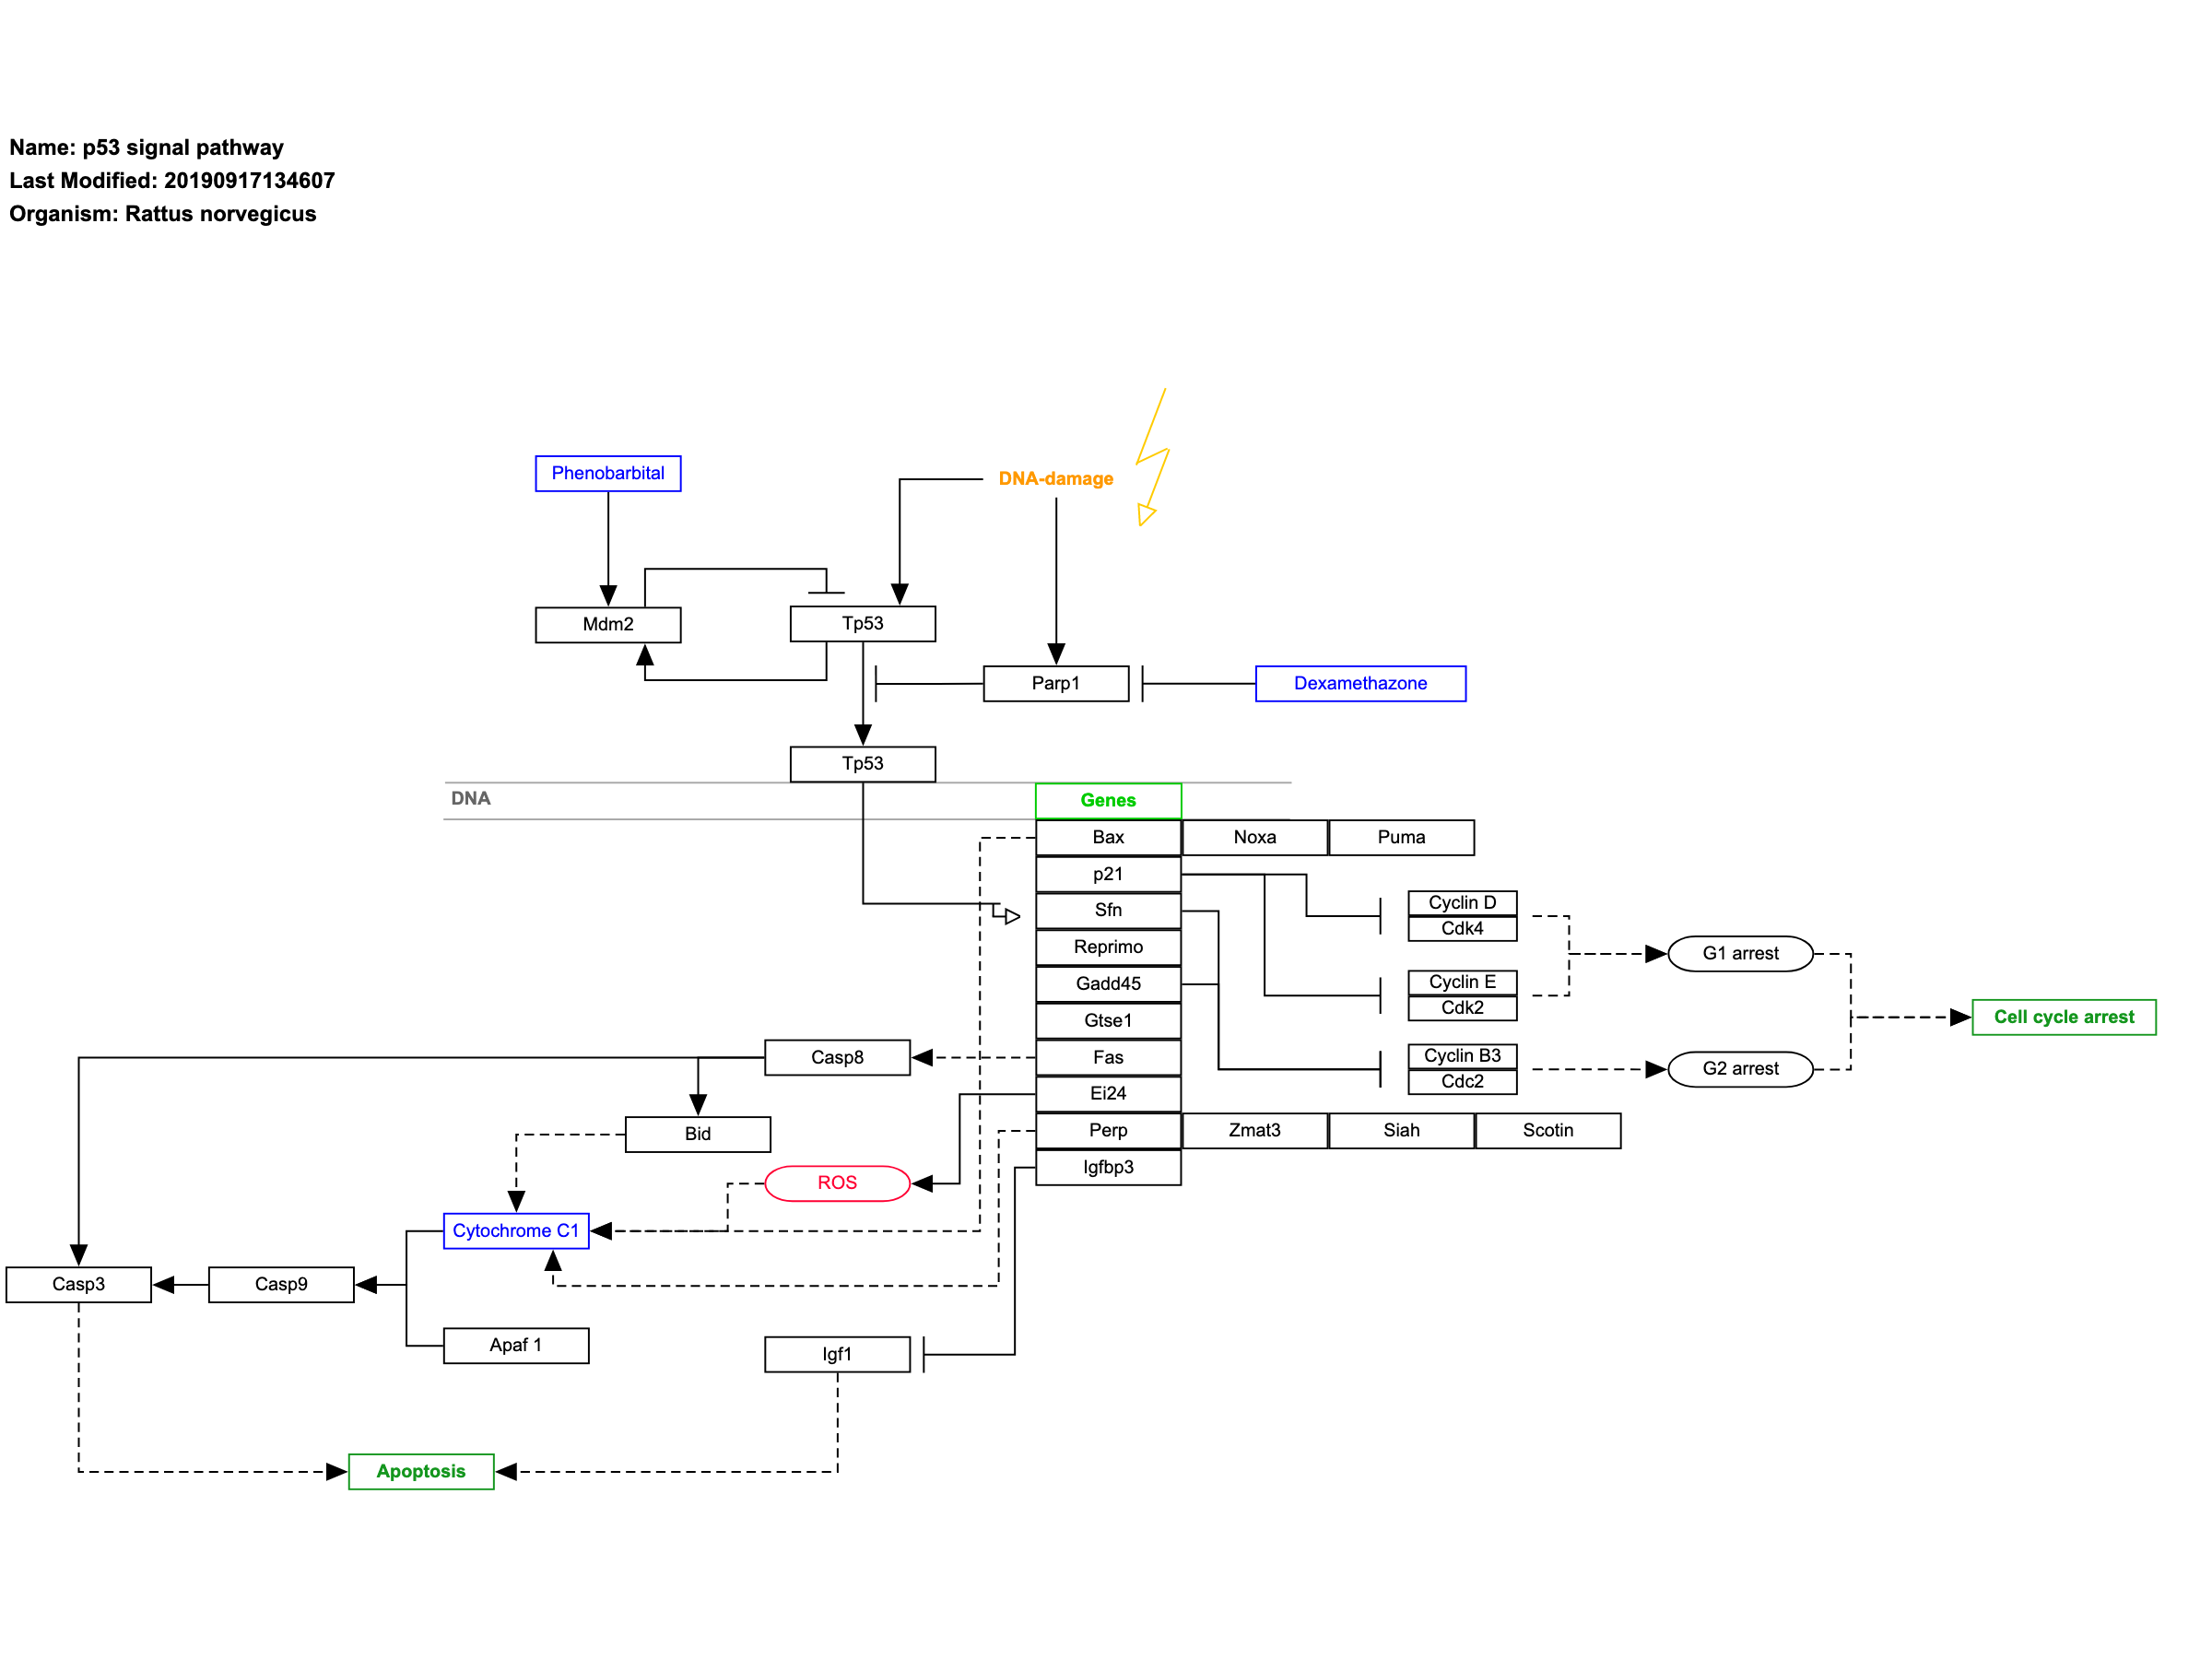 Name: p53 signal pathway
Last Modified: 20190917134607
Organism: Rattus norvegicus
Phenobarbital
DNA-damage
Mdm2
Tp53
Parp1
Dexamethazone
Tp53
DNA
Genes
Bax
Noxa
Puma
p21
Sfn
Reprimo
Gadd45
Gtse1
Fas
Ei24
Perp
Zmat3
Siah
Scotin
Igfbp3
Cyclin D
Cdk4
Cyclin E
Cdk2
Cyclin B3
Cdc2
G1 arrest
G2 arrest
Cell cycle arrest
Casp8
Bid
ROS
Cytochrome C1
Casp3
Casp9
Apaf 1
Igf1
Apoptosis